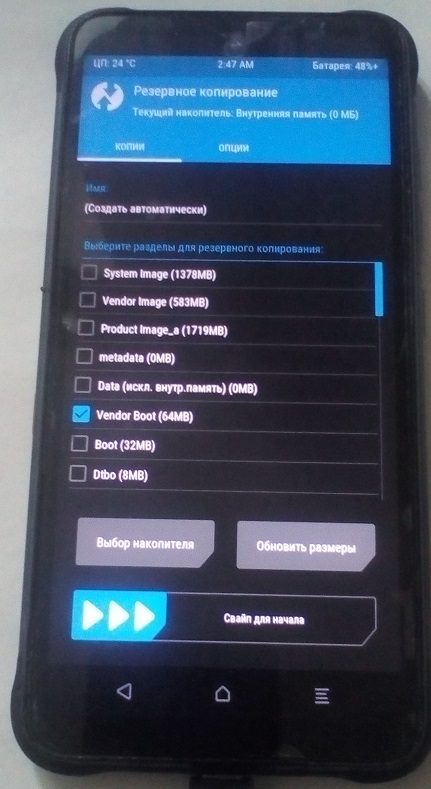 ЦП: 24 °C 2:47 AM Батарея: 48%+
Резервное копирование
Текущий накопитель: Внутренняя память (0 МБ)
КОПИИ ОПЦИИ
Имя:
(Создать автоматически)
Выберите разделы для резервного копирования:
System Image (1378MB)
Vendor Image (583MB)
Product Image_a (1719MB)
metadata (0MB)
Data (искл. внутр.память) (0MB)
Vendor Boot (64MB)
Boot (32MB)
Dtbo (8MB)
Выбор накопителя Обновить размеры
Свайп для начала